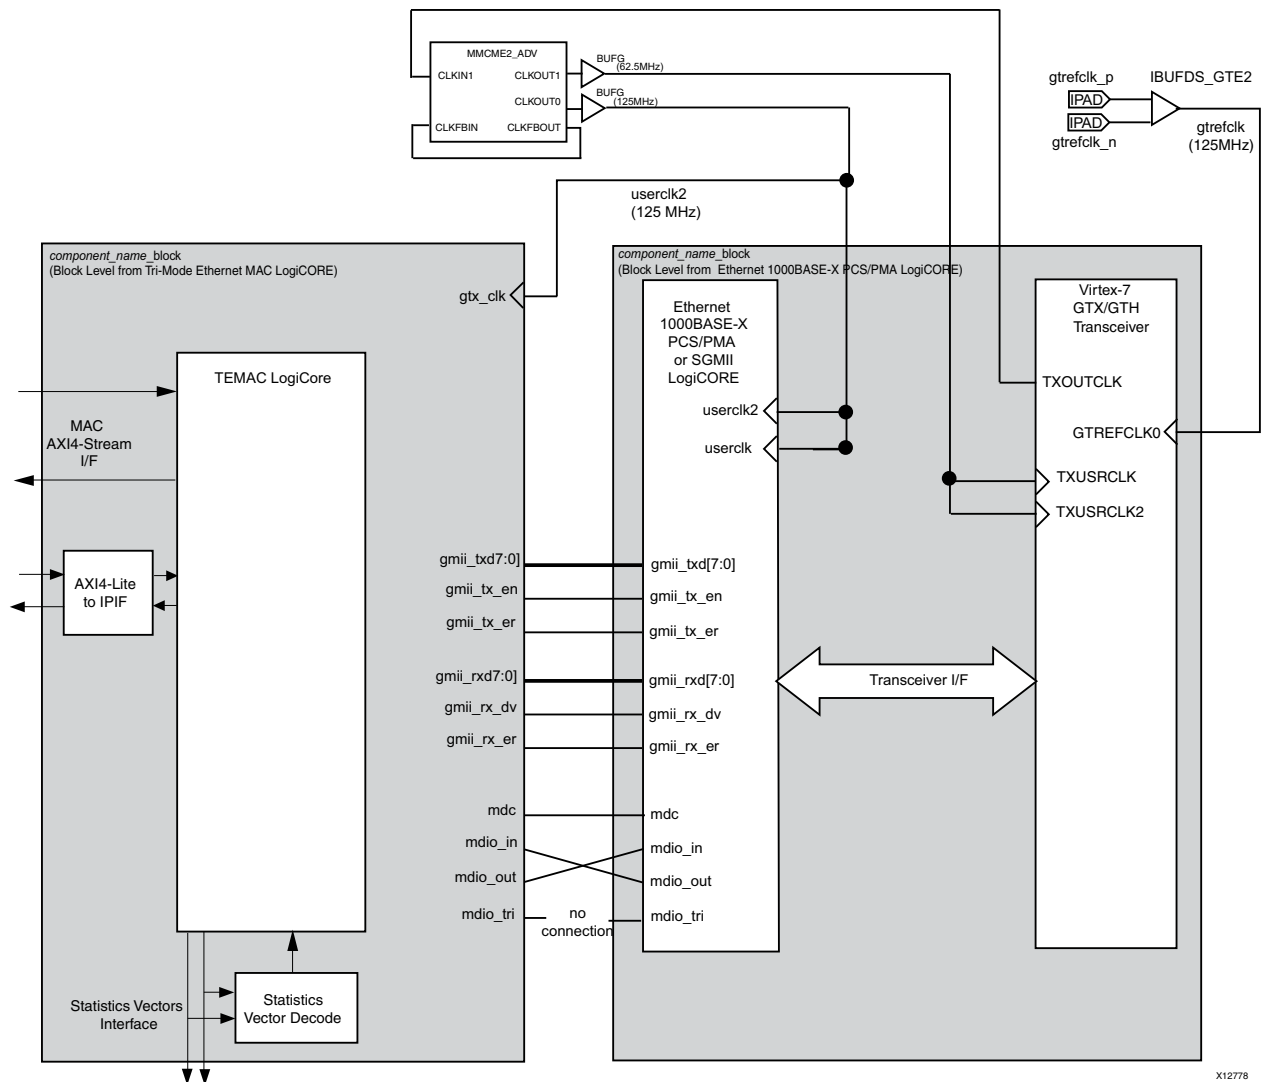 MMCME2_ADV
CLKIN1
CLKOUT1
CLKOUT0
CLKFBIN
CLKFBOUT
BUFG
(62.5MHz)
BUFG
(125MHz)
gtrefclk_p
IBUFDS_GTE2
IPAD
IPAD
gtrefclk_n
gtrefclk
(125MHz)
userclk2
(125 MHz)
component_name_block
(Block Level from Tri-Mode Ethernet MAC LogiCORE)
gtx_clk
TEMAC LogiCore
MAC
AXI4-Stream
I/F
AXI4-Lite
to IPIF
gmii_txd7:0]
gmii_tx_en
gmii_tx_er
gmii_rxd7:0]
gmii_rx_dv
gmii_rx_er
mdc
mdio_in
mdio_out
mdio_tri
no
connection
Statistics Vectors
Interface
Statistics
Vector Decode
component_name_block
(Block Level from Ethernet 1000BASE-X PCS/PMA LogiCORE)
Ethernet
1000BASE-X
PCS/PMA
or SGMII
LogiCORE
userclk2
userclk
gmii_txd[7:0]
gmii_tx_en
gmii_tx_er
gmii_rxd[7:0]
gmii_rx_dv
gmii_rx_er
mdc
mdio_in
mdio_out
mdio_tri
Transceiver I/F
Virtex-7
GTX/GTH
Transceiver
TXOUTCLK
GTREFCLK0
TXUSRCLK
TXUSRCLK2
X12778